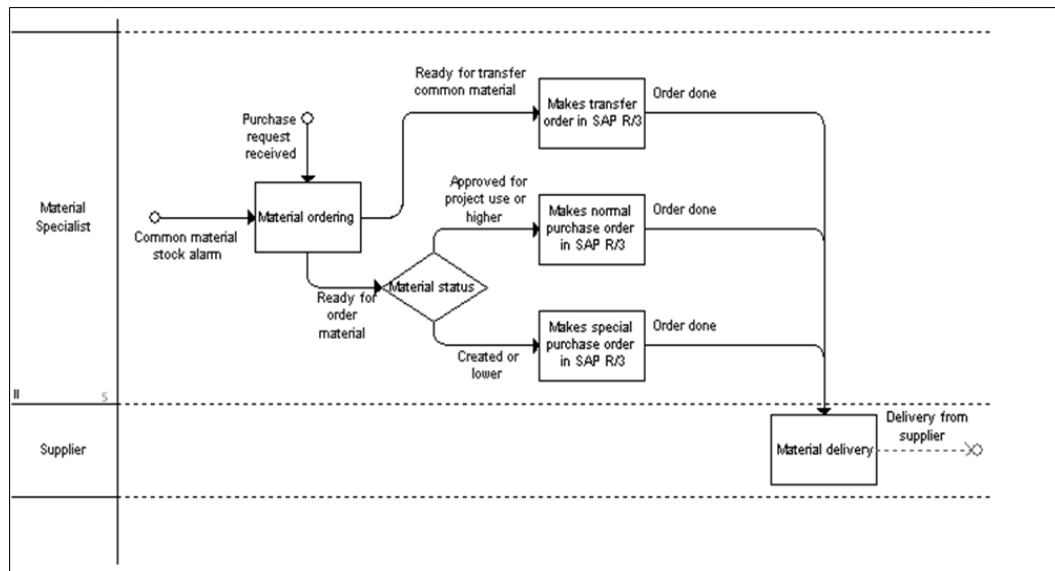 Ready for transfer
common material
Makes transfer
order in SAP R/3
Order done
Purchase
request
received
Approved for
project use or
higher
Material
Specialist
Material ordering
Makes normal
purchase order
in SAP R/3
Order done
Common material
stock alarm
Ready for
order
material
Material status
Makes special
purchase order
in SAP R/3
Order done
Created or
lower
II
5
Supplier
Material delivery
Delivery from
supplier